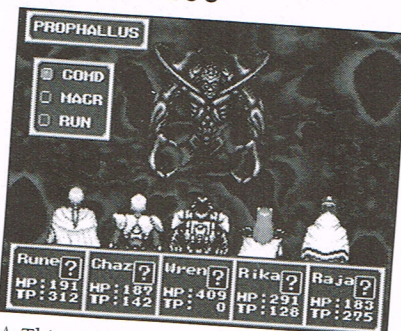 PROPHALLUS
COMD
MACR
RUN
Rune ? Chaz ? Wren ? Rika ? Raja ?
HP:191 HP:187 HP:409 HP:291 HP:183
TP:312 TP:142 TP: 0 TP:128 TP:275